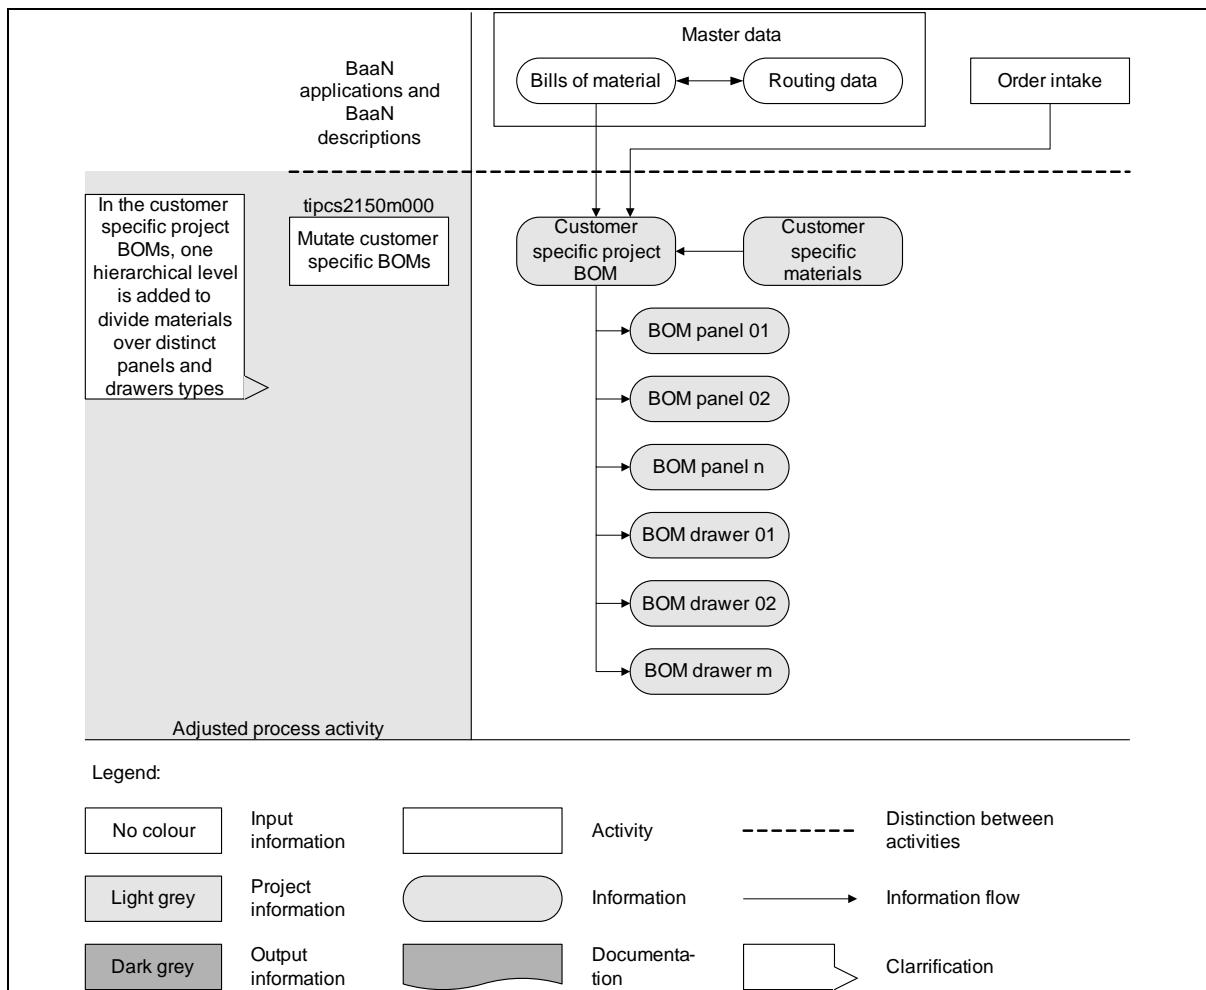 Master data
BaaN
applications and
BaaN
descriptions
Bills of material
Routing data
Order intake
In the customer
specific project
BOMs, one
hierarchical level
is added to
divide materials
over distinct
panels and
drawers types
tipcs2150m000
Mutate customer
specific BOMs
Customer
specific project
BOM
Customer
specific
materials
BOM panel 01
BOM panel 02
BOM panel n
BOM drawer 01
BOM drawer 02
BOM drawer m
Adjusted process activity
Legend:
No colour
Input
information
Activity
Distinction between
activities
Light grey
Project
information
Information
Information flow
Dark grey
Output
information
Documenta-
tion
Clarrification